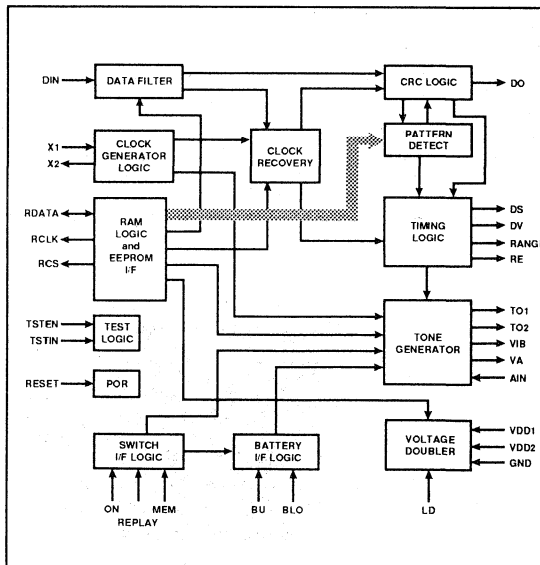 DIN
DATA FILTER
CRC LOGIC
DO
X1
X2
CLOCK
GENERATOR
LOGIC
CLOCK
RECOVERY
PATTERN
DETECT
RDATA
RCLK
RCS
RAM
LOGIC
and
EEPROM
I/F
TIMING
LOGIC
DS
DV
RANGE
RE
TSTEN
TSTIN
TEST
LOGIC
TONE
GENERATOR
TO1
TO2
VIB
VA
AIN
RESET
POR
SWITCH
I/F LOGIC
BATTERY
I/F LOGIC
VOLTAGE
DOUBLER
VDD1
VDD2
GND
ON
REPLAY
MEM
BU
BLO
LD